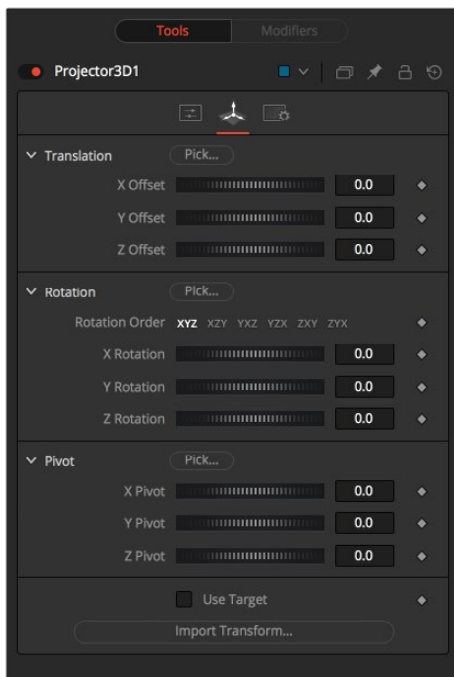 Tools Modifiers
Projector3D1
Translation Pick...
X Offset 0.0
Y Offset 0.0
Z Offset 0.0
Rotation Pick...
Rotation Order XYZ XZY YXZ YZX ZXY ZYX
X Rotation 0.0
Y Rotation 0.0
Z Rotation 0.0
Pivot Pick...
X Pivot 0.0
Y Pivot 0.0
Z Pivot 0.0
Use Target
Import Transform...